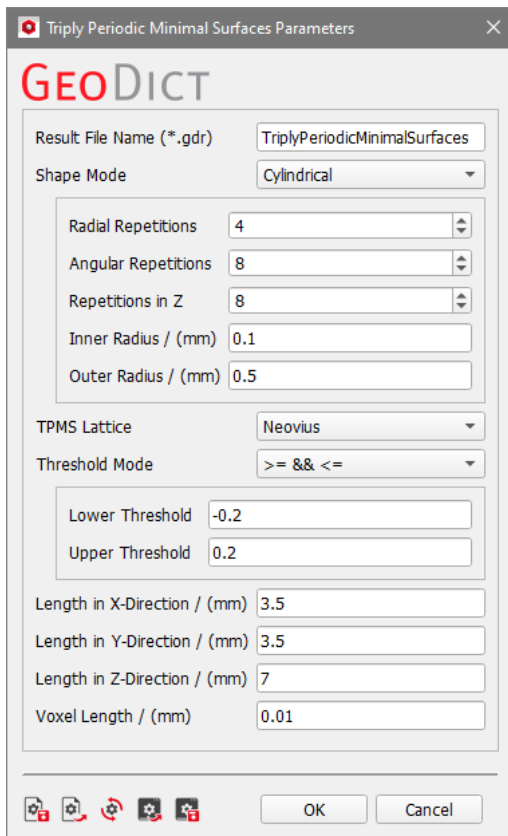 Triply Periodic Minimal Surfaces Parameters
GEODICT
Result File Name (*.gdr) TriplyPeriodicMinimalSurfaces
Shape Mode Cylindrical
Radial Repetitions 4
Angular Repetitions 8
Repetitions in Z 8
Inner Radius / (mm) 0.1
Outer Radius / (mm) 0.5
TPMS Lattice Neovius
Threshold Mode >= && <=
Lower Threshold -0.2
Upper Threshold 0.2
Length in X-Direction / (mm) 3.5
Length in Y-Direction / (mm) 3.5
Length in Z-Direction / (mm) 7
Voxel Length / (mm) 0.01
OK Cancel